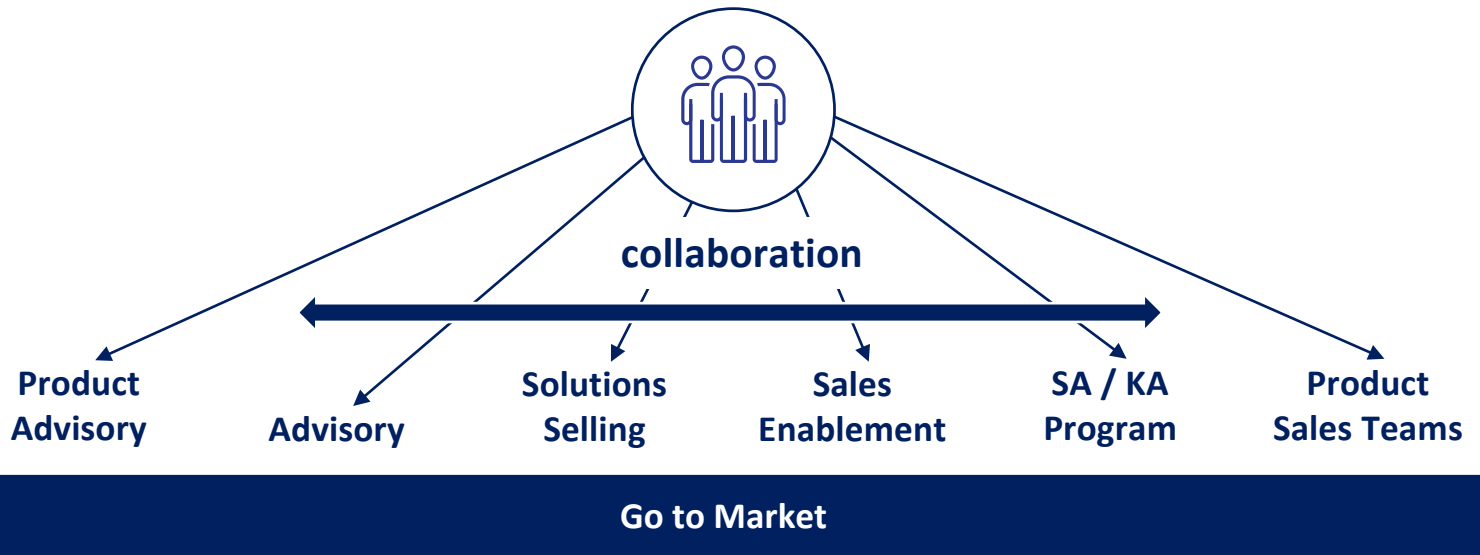 collaboration
Product
Advisory
Advisory
Solutions
Selling
Sales
Enablement
SA / KA
Program
Product
Sales Teams
Go to Market